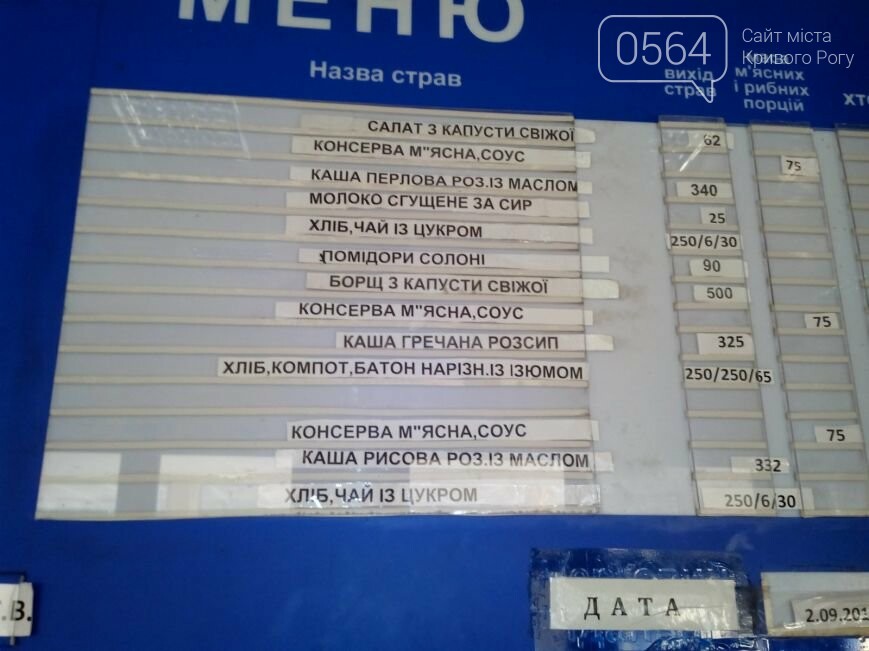 МЕНЮ
0564 Сайт міста Кривого Рогу
Назва страв
вихід страв
м'ясних і рибних порцій
САЛАТ З КАПУСТИ СВІЖОЇ 62
КОНСЕРВА М"ЯСНА,СОУС 75
КАША ПЕРЛОВА РОЗ.ІЗ МАСЛОМ 340
МОЛОКО СГУЩЕНЕ ЗА СИР 25
ХЛІБ,ЧАЙ ІЗ ЦУКРОМ 250/6/30
ПОМІДОРИ СОЛОНІ 90
БОРЩ З КАПУСТИ СВІЖОЇ 500
КОНСЕРВА М"ЯСНА,СОУС 75
КАША ГРЕЧАНА РОЗСИП 325
ХЛІБ,КОМПОТ,БАТОН НАРІЗН.ІЗ ІЗЮМОМ 250/250/65
КОНСЕРВА М"ЯСНА,СОУС 75
КАША РИСОВА РОЗ.ІЗ МАСЛОМ 332
ХЛІБ,ЧАЙ ІЗ ЦУКРОМ 250/6/30
.В.
ДАТА 2.09.201